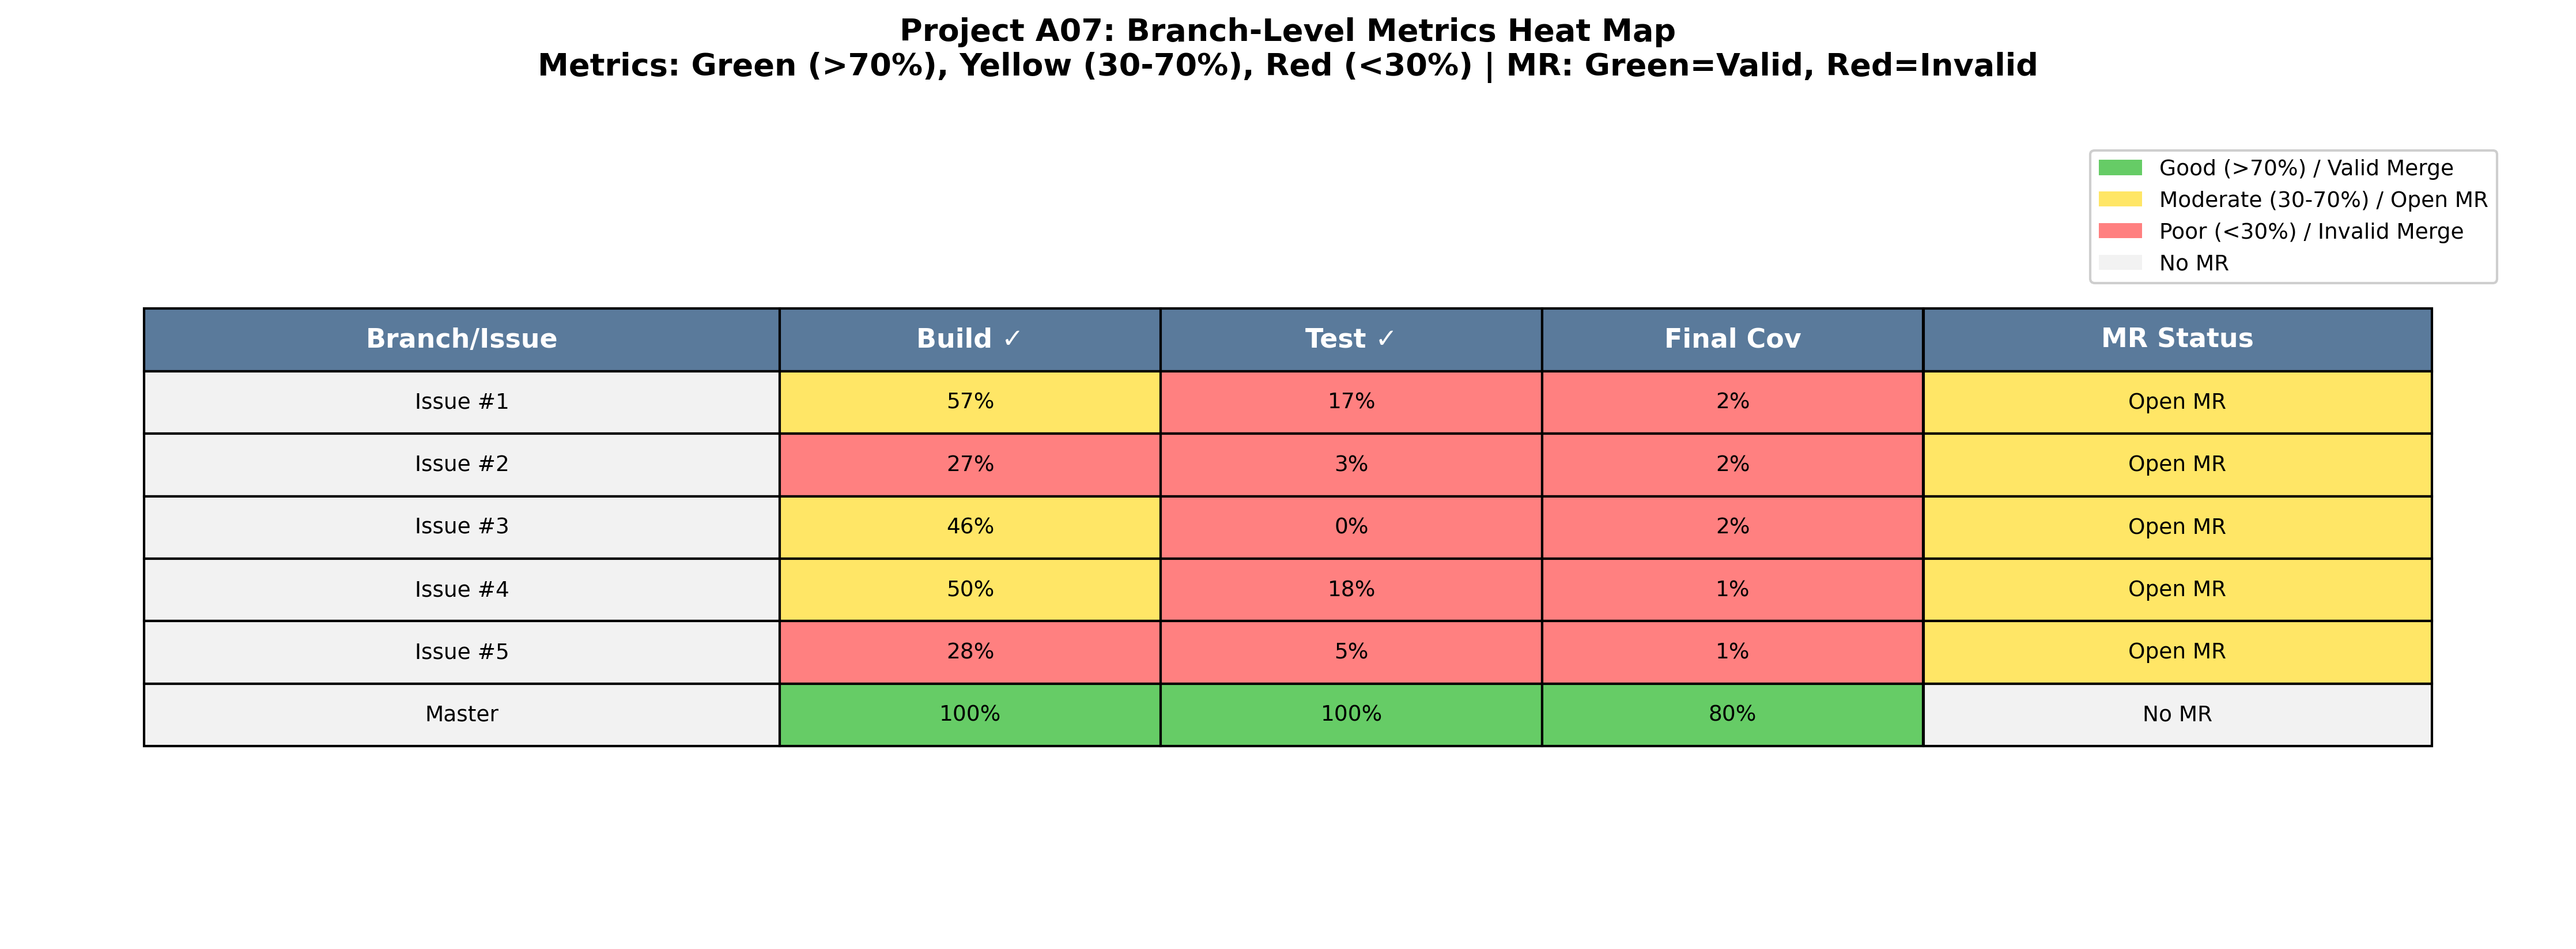 Project A07: Branch-Level Metrics Heat Map
Metrics: Green (>70%), Yellow (30-70%), Red (<30%) | MR: Green=Valid, Red=Invalid
Good (>70%) / Valid Merge
Moderate (30-70%) / Open MR
Poor (<30%) / Invalid Merge
No MR
Branch/Issue Build ✓ Test ✓ Final Cov MR Status
Issue #1 57% 17% 2% Open MR
Issue #2 27% 3% 2% Open MR
Issue #3 46% 0% 2% Open MR
Issue #4 50% 18% 1% Open MR
Issue #5 28% 5% 1% Open MR
Master 100% 100% 80% No MR